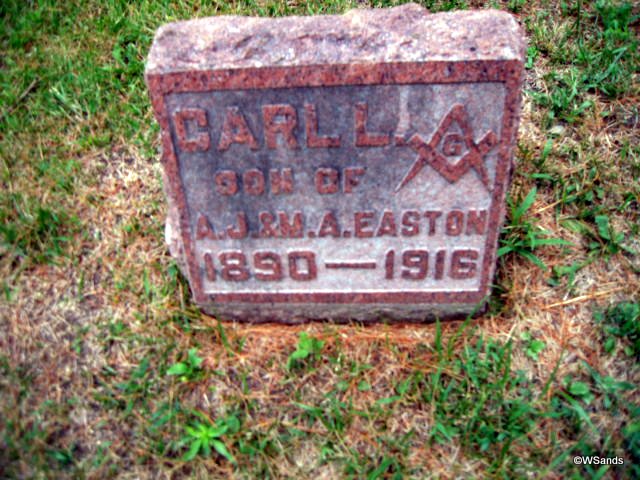 CARL L.
SON OF
A.J. & M.A. EASTON
1890 — 1916
G
©WSands